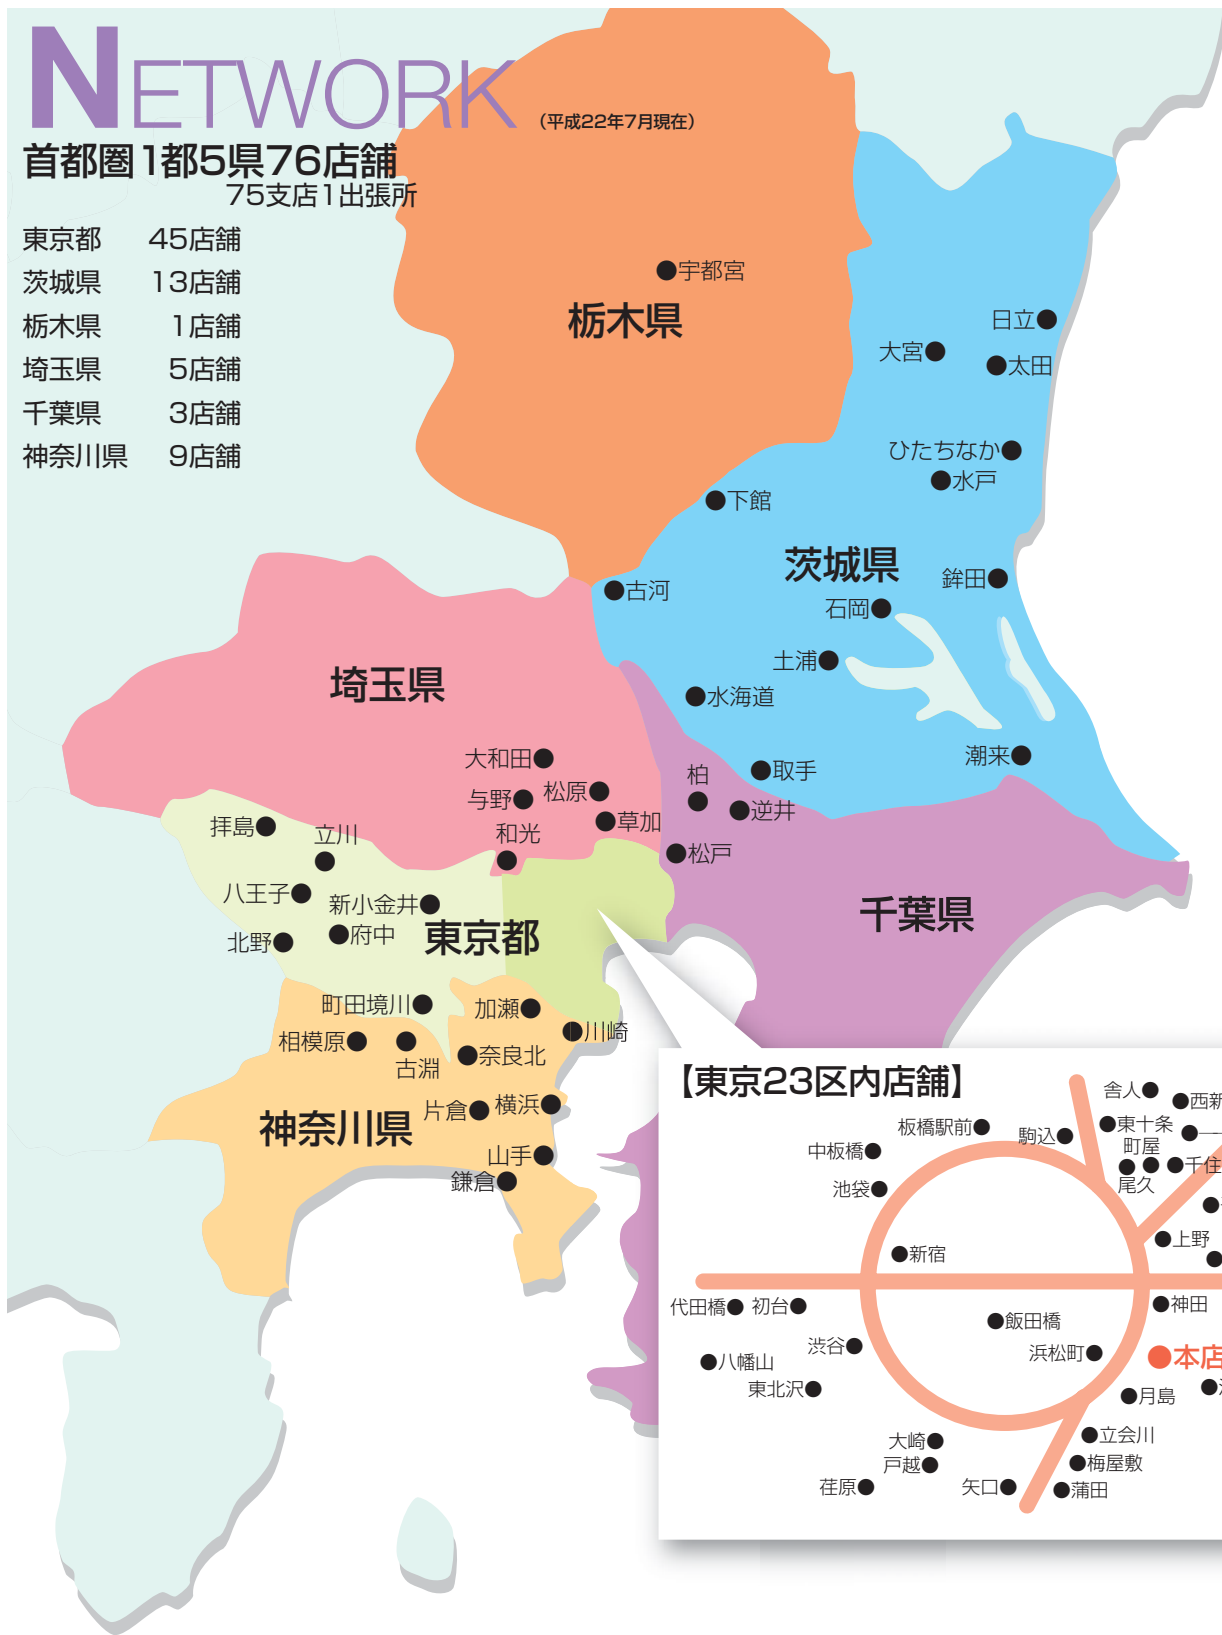 NETWORK
（平成22年7月現在）
首都圏1都5県76店舗
75支店1出張所
東京都 45店舗
茨城県 13店舗
栃木県 1店舗
埼玉県 5店舗
千葉県 3店舗
神奈川県 9店舗
宇都宮
栃木県
日立
大宮
太田
ひたちなか
水戸
下館
茨城県
鉾田
古河
石岡
土浦
水海道
埼玉県
大和田
潮来
取手
柏
与野
松原
逆井
草加
拝島
立川
和光
松戸
八王子
新小金井
千葉県
府中
東京都
北野
町田境川
加瀬
川崎
相模原
古淵
奈良北
片倉
横浜
神奈川県
山手
鎌倉
【東京23区内店舗】
舎人
西新
東十条
板橋駅前
駒込
町屋
中板橋
千住
尾久
池袋
上野
新宿
代田橋
初台
神田
飯田橋
渋谷
浜松町
本店
八幡山
東北沢
月島
大崎
立会川
戸越
梅屋敷
荏原
矢口
蒲田